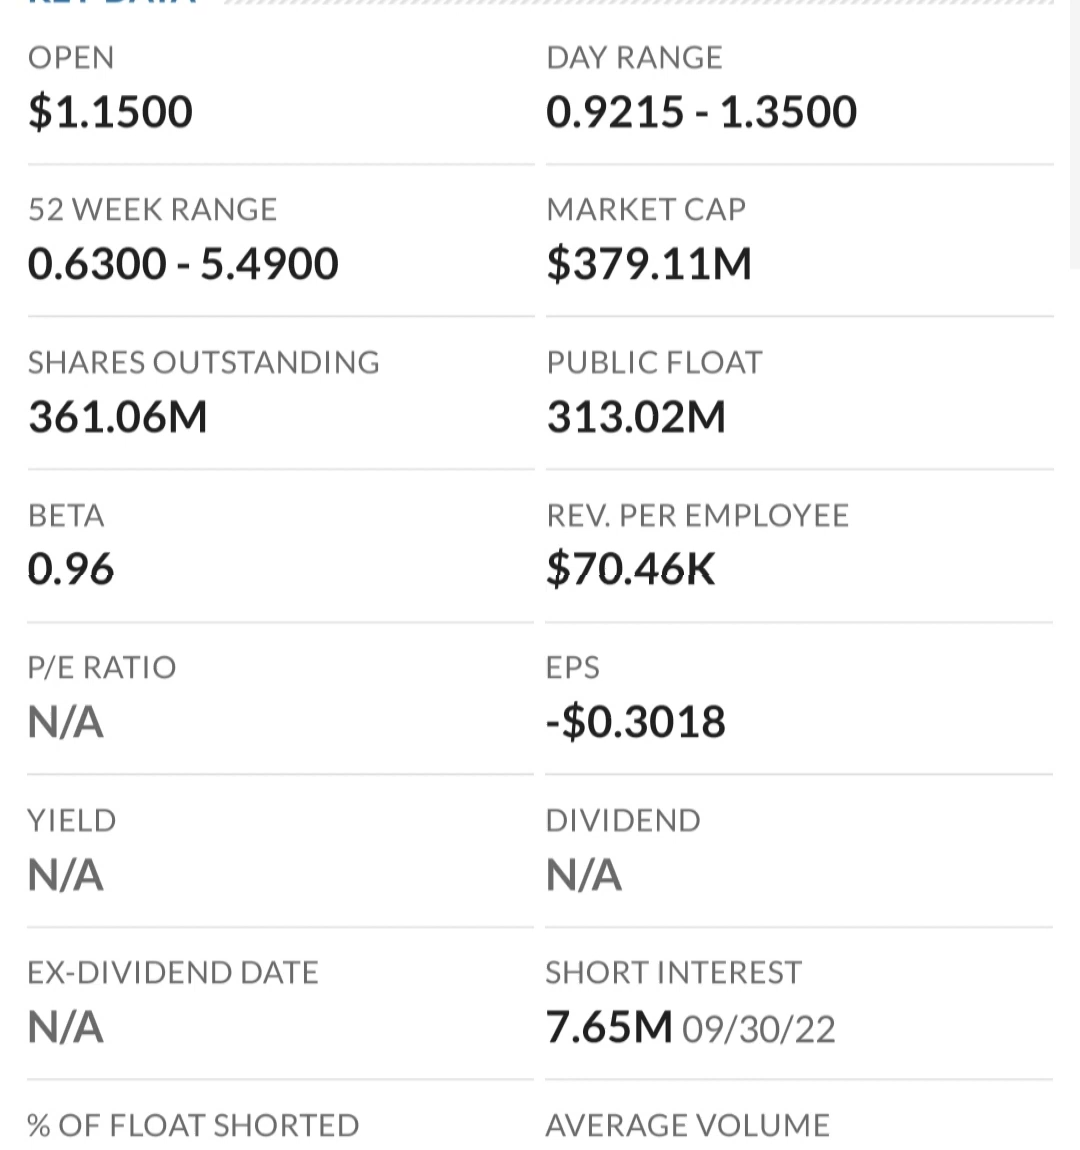 OPEN
$1.1500
DAY RANGE
0.9215 - 1.3500
52 WEEK RANGE
0.6300 - 5.4900
MARKET CAP
$379.11M
SHARES OUTSTANDING
361.06M
PUBLIC FLOAT
313.02M
BETA
0.96
REV. PER EMPLOYEE
$70.46K
P/E RATIO
N/A
EPS
-$0.3018
YIELD
N/A
DIVIDEND
N/A
EX-DIVIDEND DATE
N/A
SHORT INTEREST
7.65M 09/30/22
% OF FLOAT SHORTED
AVERAGE VOLUME